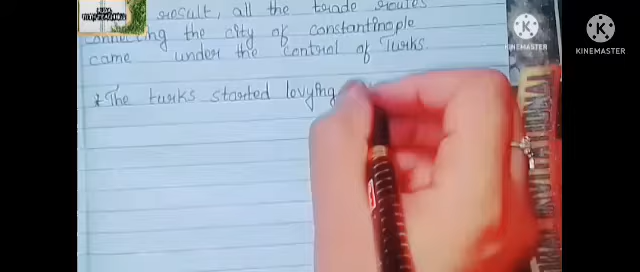 result, all the trade routes
connecting the city of constantinople
came under the control of Turks.
*The turks started levying
KINEMASTER
KINEMASTER